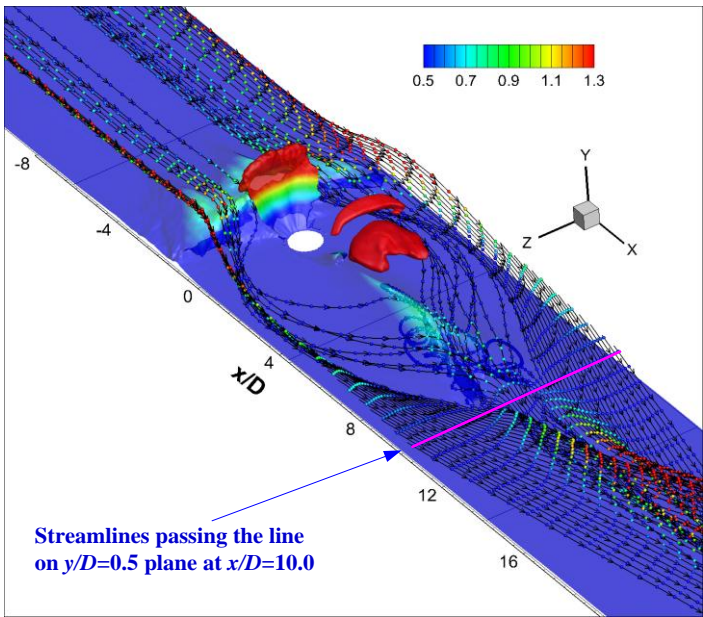 0.5 0.7 0.9 1.1 1.3
Y
Z
X
-8
-4
0
4
8
12
16
x/D
Streamlines passing the line
on y/D=0.5 plane at x/D=10.0